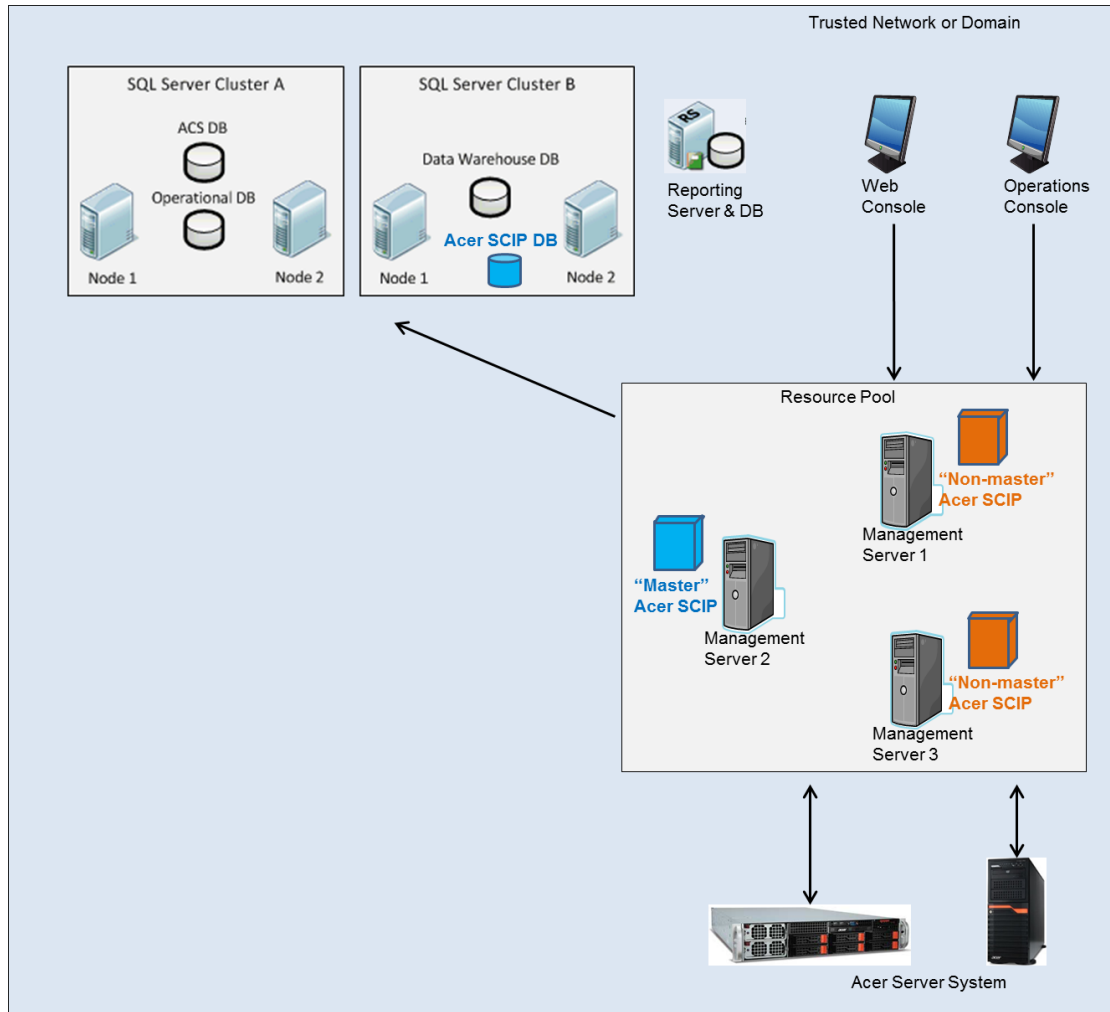 Trusted Network or Domain
SQL Server Cluster A
ACS DB
Operational DB
Node 1
Node 2
SQL Server Cluster B
Data Warehouse DB
Acer SCIP DB
Node 1
Node 2
RS
Reporting
Server & DB
Web
Console
Operations
Console
Resource Pool
“Non-master”
Acer SCIP
Management
Server 1
“Master”
Acer SCIP
Management
Server 2
“Non-master”
Acer SCIP
Management
Server 3
Acer Server System